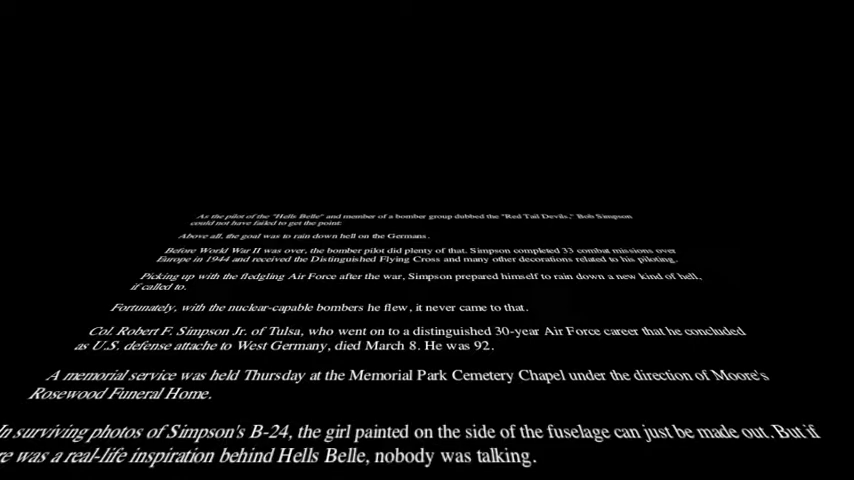 As the pilot of the "Hells Belle" and member of a bomber group dubbed the "Red Tail Devils," Bob Simpson
could not have failed to get the point:
Above all, the goal was to rain down hell on the Germans.
Before World War II was over, the bomber pilot did plenty of that. Simpson completed 33 combat missions over
Europe in 1944 and received the Distinguished Flying Cross and many other decorations related to his piloting.
Picking up with the fledgling Air Force after the war, Simpson prepared himself to rain down a new kind of hell,
if called to.
Fortunately, with the nuclear-capable bombers he flew, it never came to that.
Col. Robert F. Simpson Jr. of Tulsa, who went on to a distinguished 30-year Air Force career that he concluded
as U.S. defense attache to West Germany, died March 8. He was 92.
A memorial service was held Thursday at the Memorial Park Cemetery Chapel under the direction of Moore's
Rosewood Funeral Home.
In surviving photos of Simpson's B-24, the girl painted on the side of the fuselage can just be made out. But if
re was a real-life inspiration behind Hells Belle, nobody was talking.